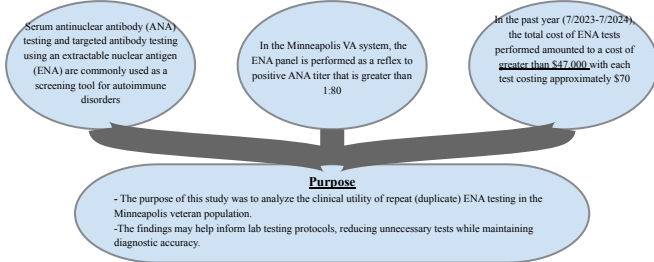 Serum antinuclear antibody (ANA)
testing and targeted antibody testing
using an extractable nuclear antigen
(ENA) are commonly used as a
screening tool for autoimmune
disorders
In the Minneapolis VA system, the
ENA panel is performed as a reflex to
positive ANA titer that is greater than
1:80
In the past year (7/2023-7/2024),
the total cost of ENA tests
performed amounted to a cost of
greater than $47,000 with each
test costing approximately $70
Purpose
- The purpose of this study was to analyze the clinical utility of repeat (duplicate) ENA testing in the
Minneapolis veteran population.
-The findings may help inform lab testing protocols, reducing unnecessary tests while maintaining
diagnostic accuracy.